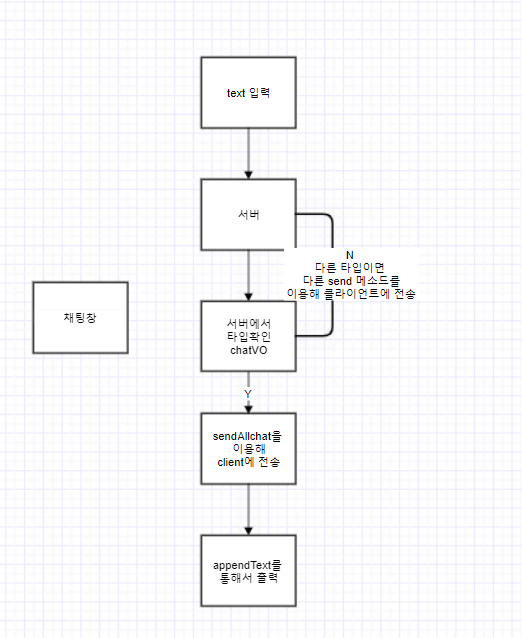 text 입력
서버
N
다른 타입이면
다른 send 메소드를
이용해 클라이언트에 전송
채팅창
서버에서
타입확인
chatVO
Y
sendAllchat을
이용해
client에 전송
appendText를
통해서 출력